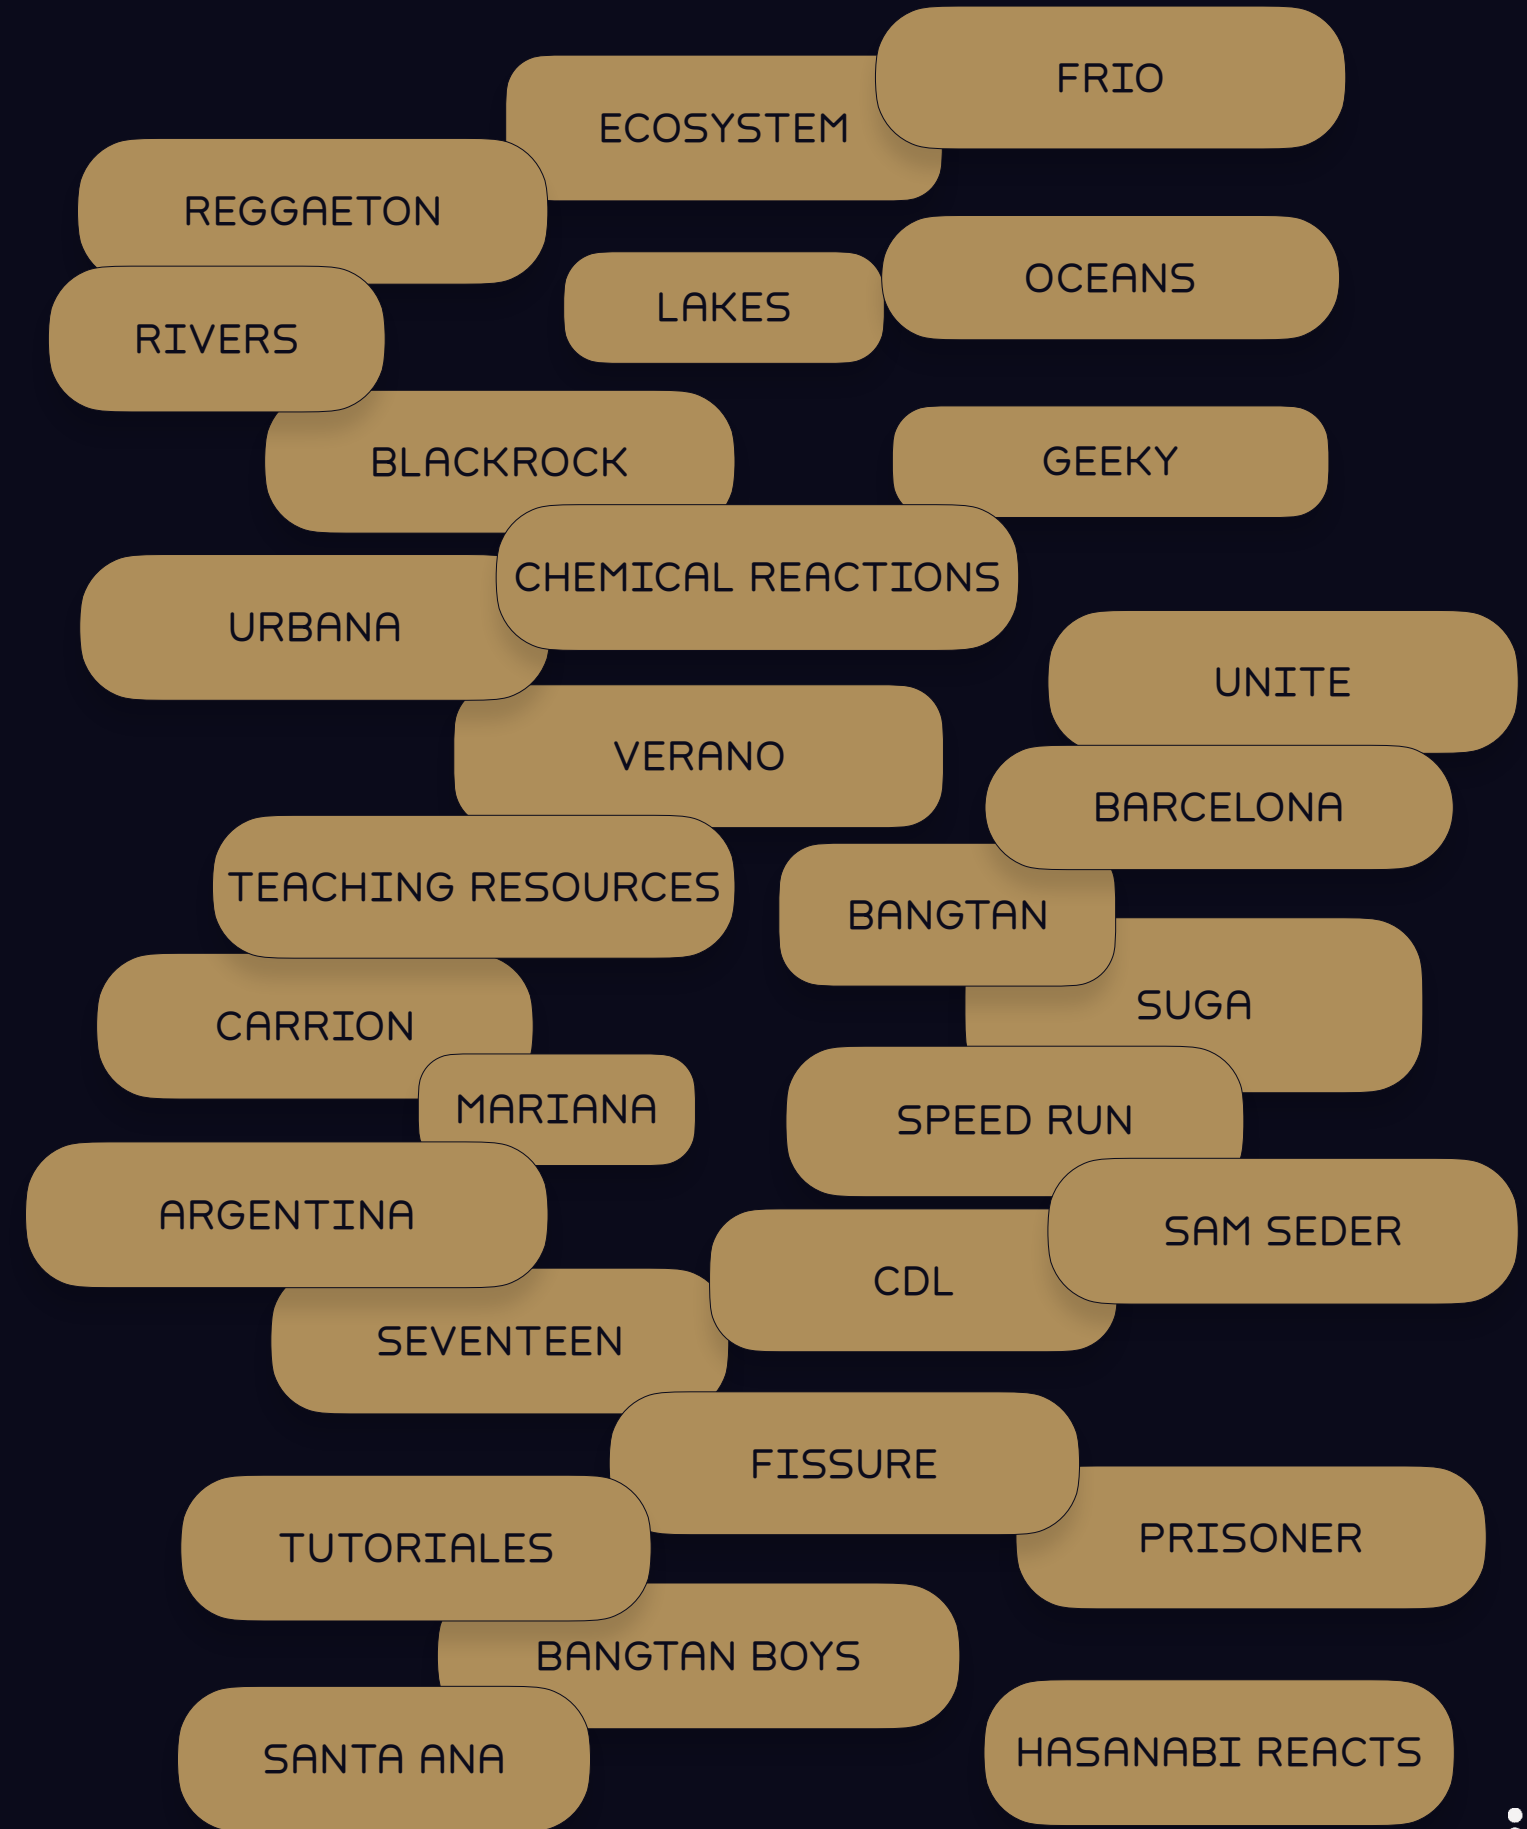 FRIO
ECOSYSTEM
REGGAETON
OCEANS
LAKES
RIVERS
BLACKROCK
GEEKY
CHEMICAL REACTIONS
URBANA
UNITE
VERANO
BARCELONA
TEACHING RESOURCES
BANGTAN
SUGA
CARRION
MARIANA
SPEED RUN
ARGENTINA
SAM SEDER
CDL
SEVENTEEN
FISSURE
PRISONER
TUTORIALES
BANGTAN BOYS
HASANABI REACTS
SANTA ANA